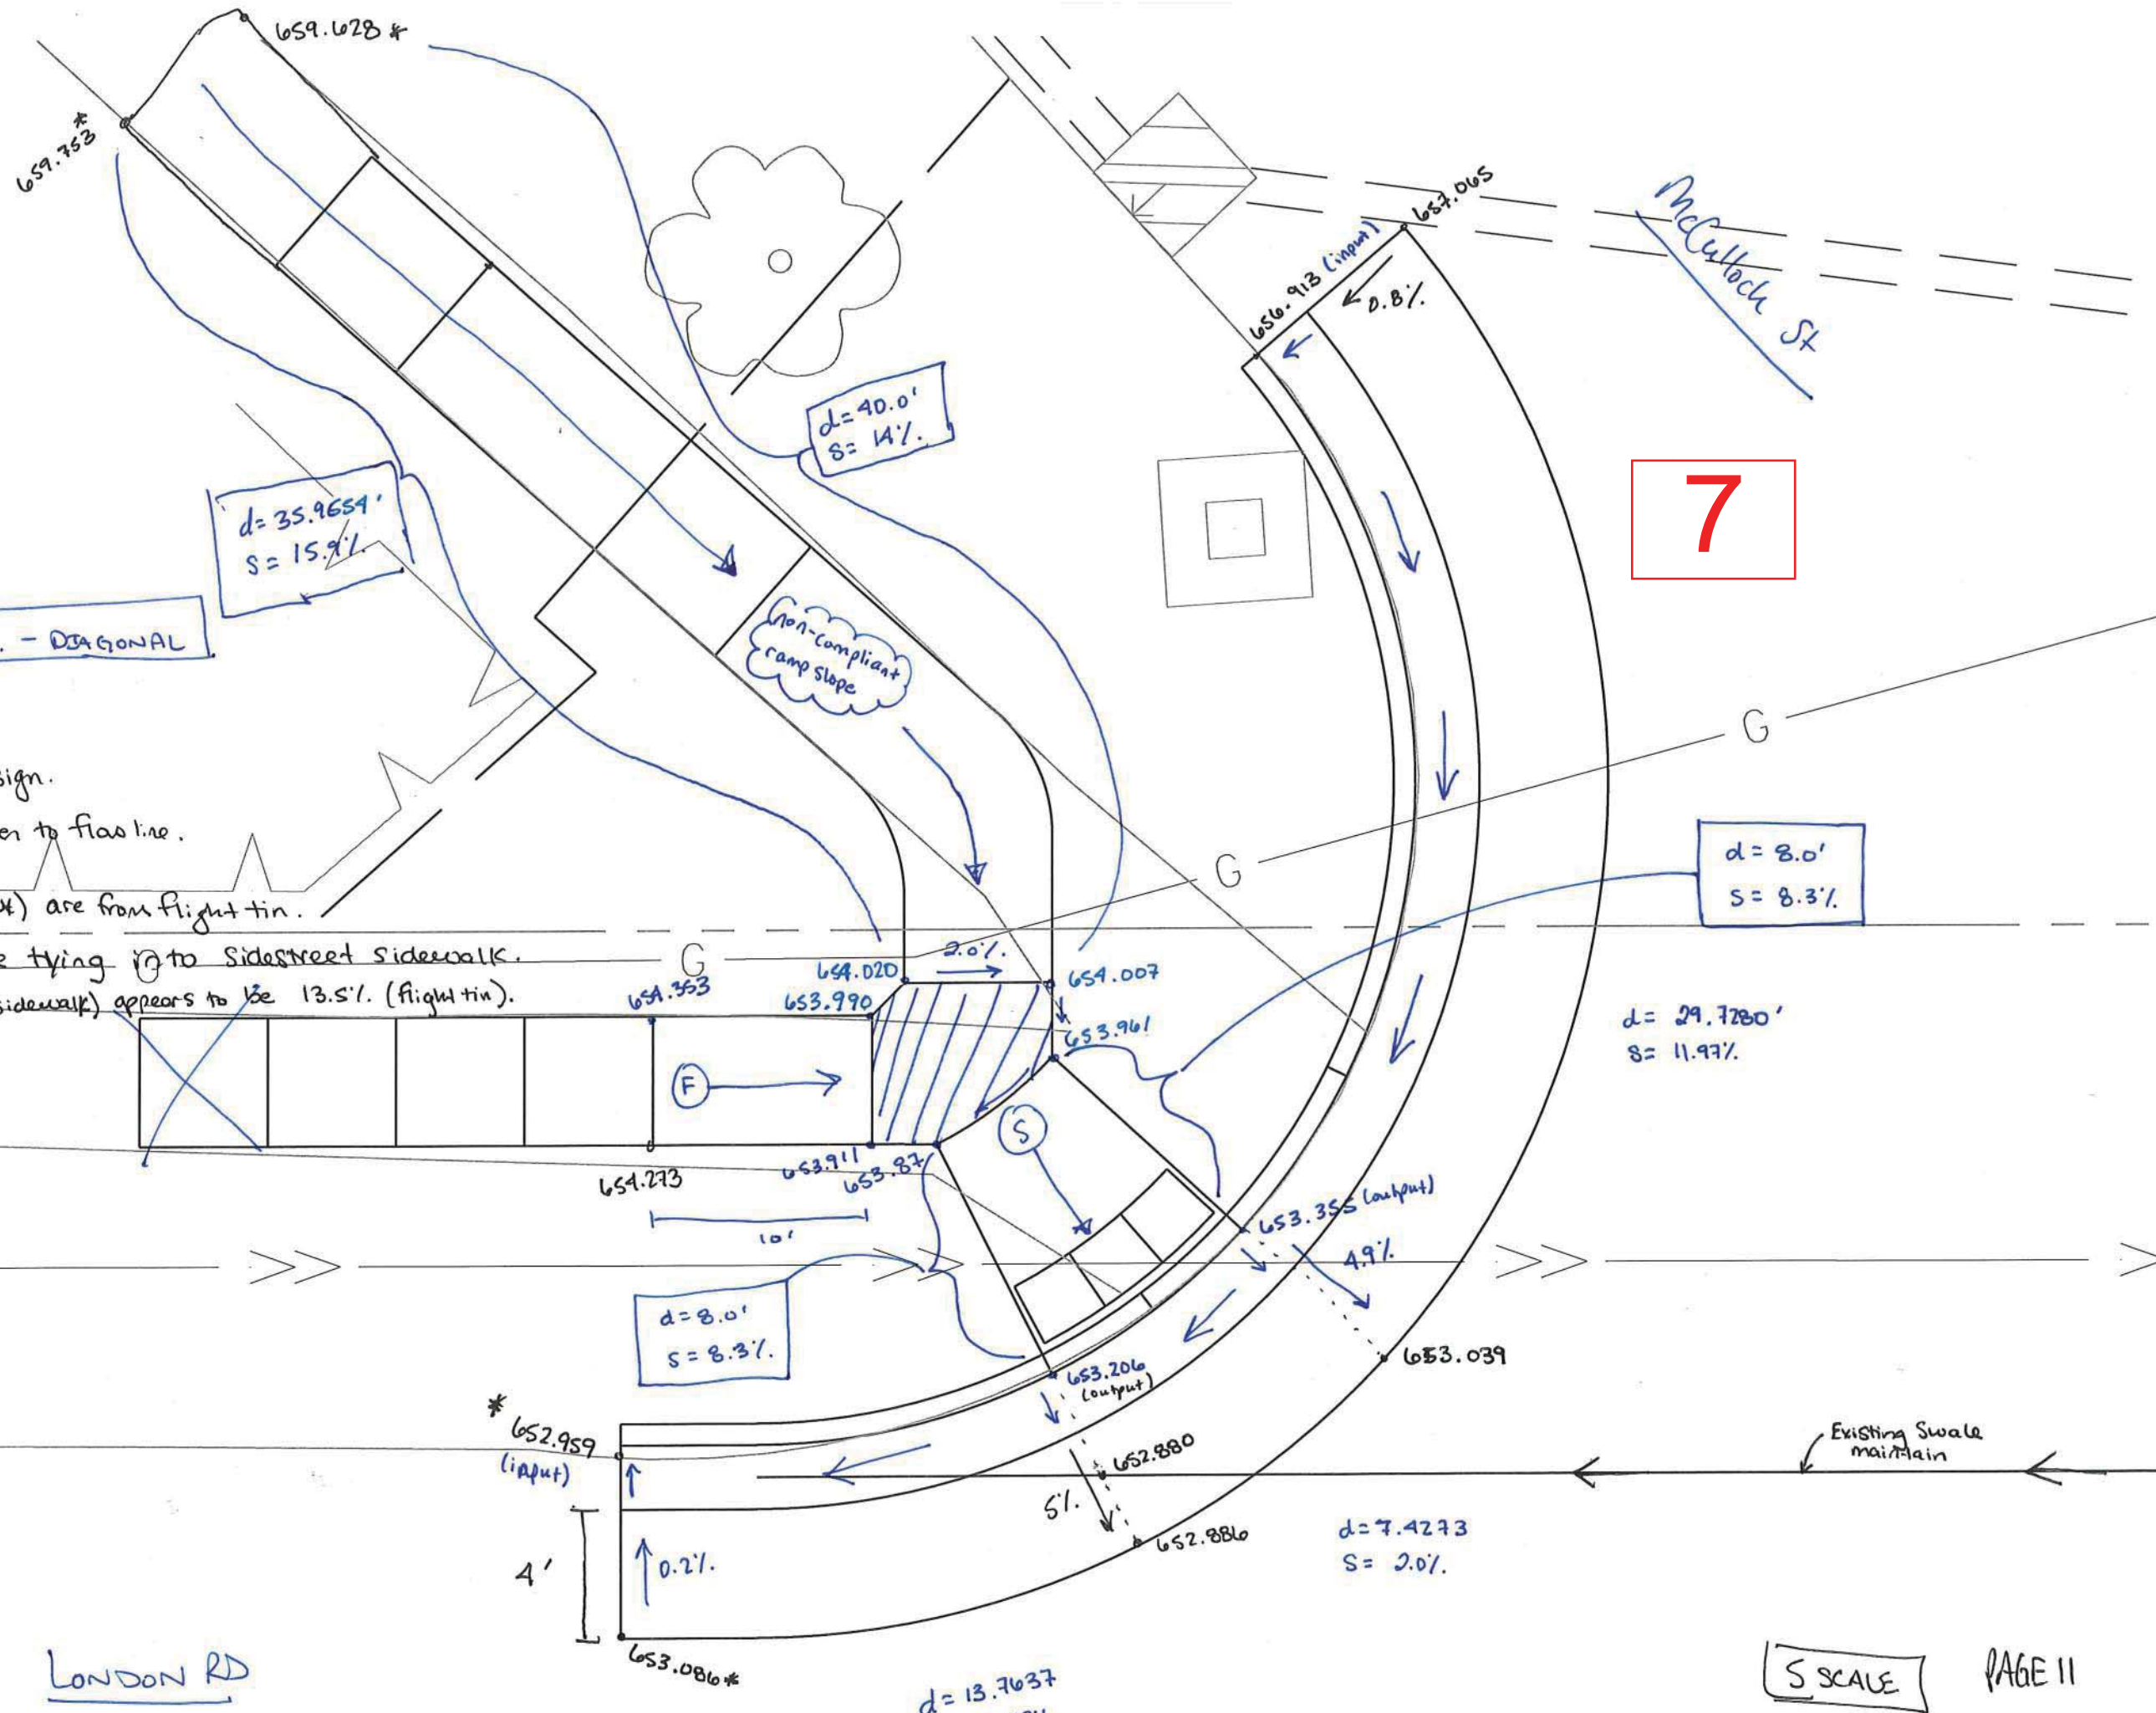 659.628 *
659.753 *
657.065
656.913 (input)
0.8%
McCulloch St
d=40.0'
S= 14%.
7
d= 35.9654'
S= 15.9%.
. - DIAGONAL
non-compliant
ramp slope
sign.
G
d = 8.0'
S = 8.3%.
G
*) are from flight tin.
e tying into Sidestreet sidewalk.
sidewalk) appears to be 13.5%. (flight tin).
G
2.0%.
654.020
654.007
654.353
653.990
653.961
d= 29.7280'
S= 11.97%
F
S
654.273
653.911
653.87
10'
653.355 (output)
4.9%
d= 8.0'
S = 8.3%.
653.206
(output)
653.039
* 652.959
(input)
652.880
Existing Swale
maintain
5%.
652.886
d= 7.4273
S= 2.0%.
4'
0.2%.
653.086*
LONDON RD
d= 13.7637
S SCALE
PAGE 11